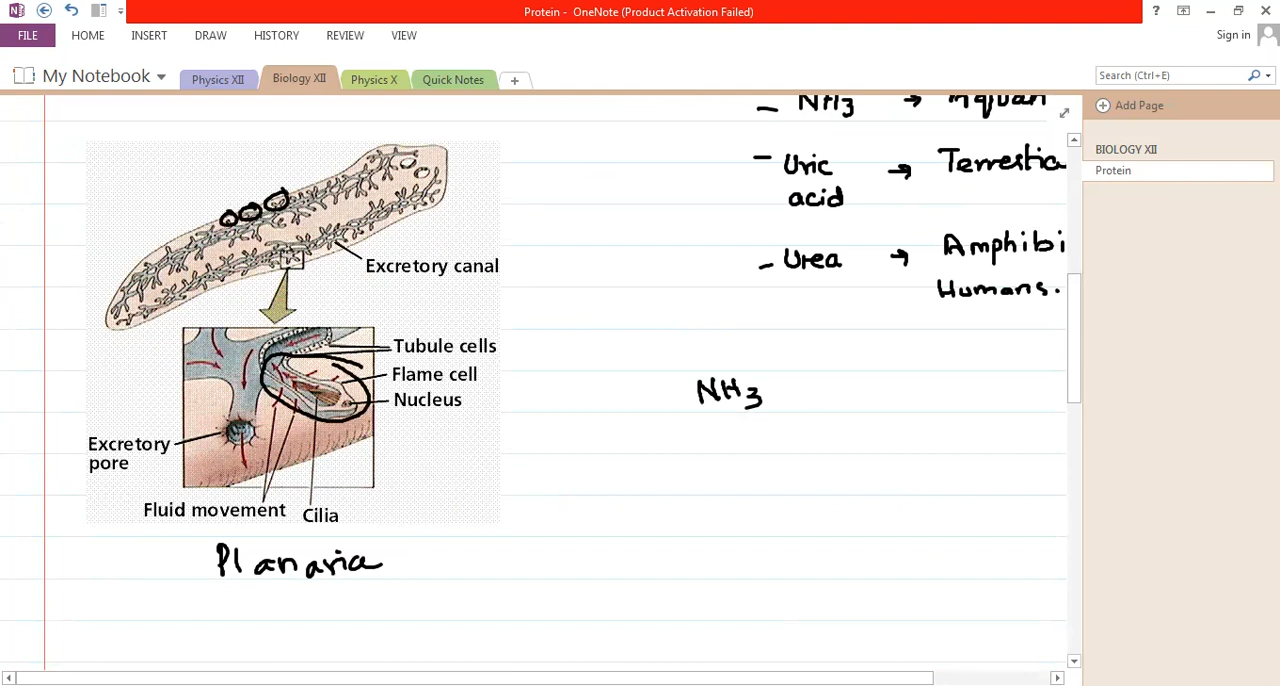 Protein - OneNote (Product Activation Failed)
?
Sign in
FILE HOME INSERT DRAW HISTORY REVIEW VIEW
My Notebook
Physics XII Biology XII Physics X Quick Notes +
Search (Ctrl+E)
Add Page
BIOLOGY XII
Protein
- NH3 →
- Uric → Terrestia
acid
- Urea → Amphibi
Humans.
Excretory canal
Tubule cells
Flame cell
Nucleus
Excretory
pore
Fluid movement
Cilia
Planaria
NH3